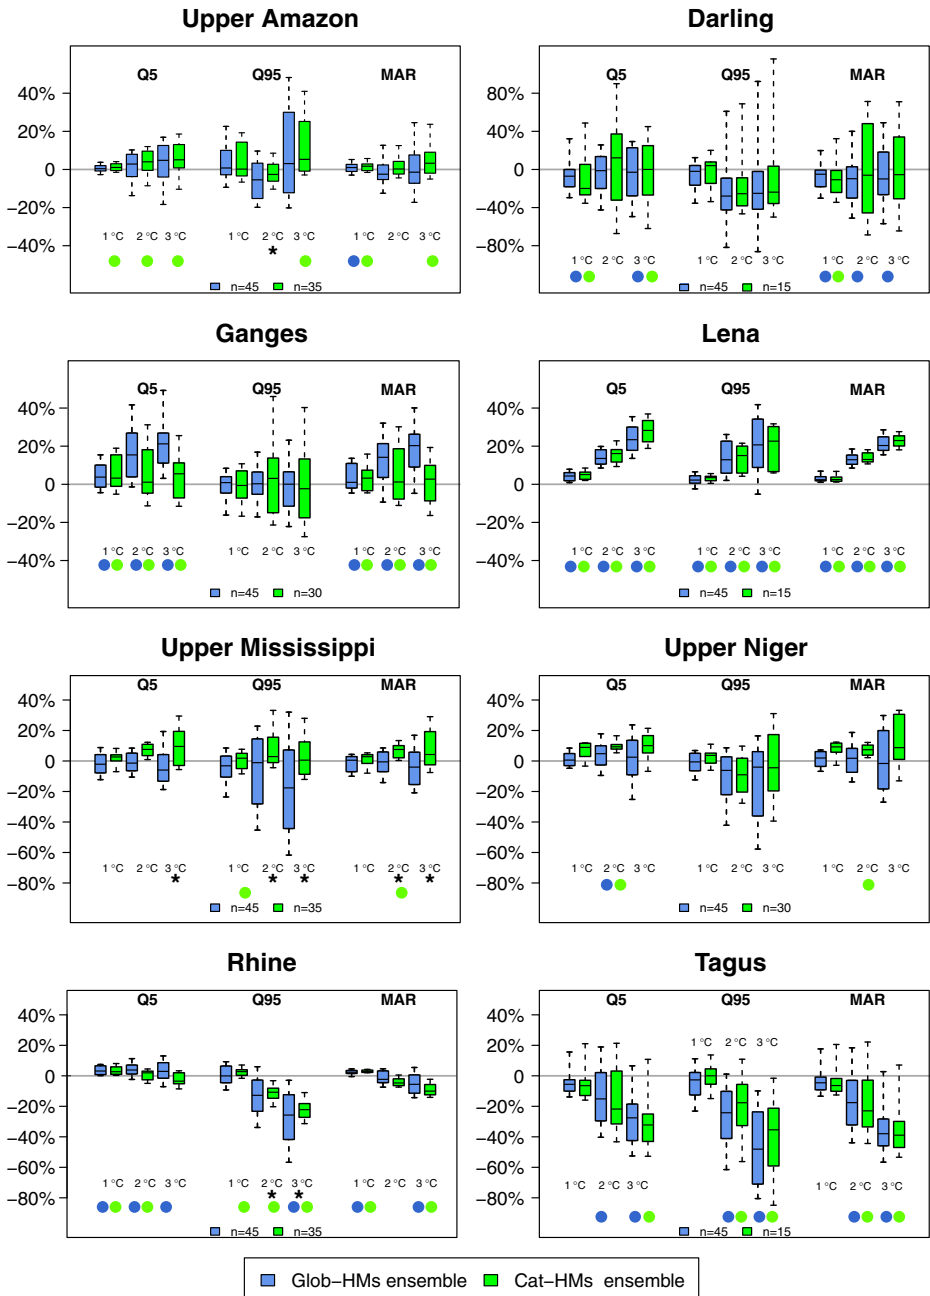 Upper Amazon
Q5 Q95 MAR
40%
20%
0
−20%
−40%
1 °C 2 °C 3 °C 1 °C 2 °C 3 °C 1 °C 2 °C 3 °C
*
n=45 n=35
Darling
Q5 Q95 MAR
80%
40%
0
−40%
−80%
1 °C 2 °C 3 °C 1 °C 2 °C 3 °C 1 °C 2 °C 3 °C
n=45 n=15
Ganges
Q5 Q95 MAR
40%
20%
0
−20%
−40%
1 °C 2 °C 3 °C 1 °C 2 °C 3 °C 1 °C 2 °C 3 °C
n=45 n=30
Lena
Q5 Q95 MAR
40%
20%
0
−20%
−40%
1 °C 2 °C 3 °C 1 °C 2 °C 3 °C 1 °C 2 °C 3 °C
n=45 n=15
Upper Mississippi
Q5 Q95 MAR
40%
20%
0
−20%
−40%
−60%
−80%
1 °C 2 °C 3 °C 1 °C 2 °C 3 °C 1 °C 2 °C 3 °C
* * * * *
n=45 n=35
Upper Niger
Q5 Q95 MAR
40%
20%
0
−20%
−40%
−60%
−80%
1 °C 2 °C 3 °C 1 °C 2 °C 3 °C 1 °C 2 °C 3 °C
n=45 n=30
Rhine
Q5 Q95 MAR
40%
20%
0
−20%
−40%
−60%
−80%
1 °C 2 °C 3 °C 1 °C 2 °C 3 °C 1 °C 2 °C 3 °C
* *
n=45 n=35
Tagus
Q5 Q95 MAR
40%
20%
0
−20%
−40%
−60%
−80%
1 °C 2 °C 3 °C
1 °C 2 °C 3 °C 1 °C 2 °C 3 °C
n=45 n=15
Glob−HMs ensemble Cat−HMs ensemble